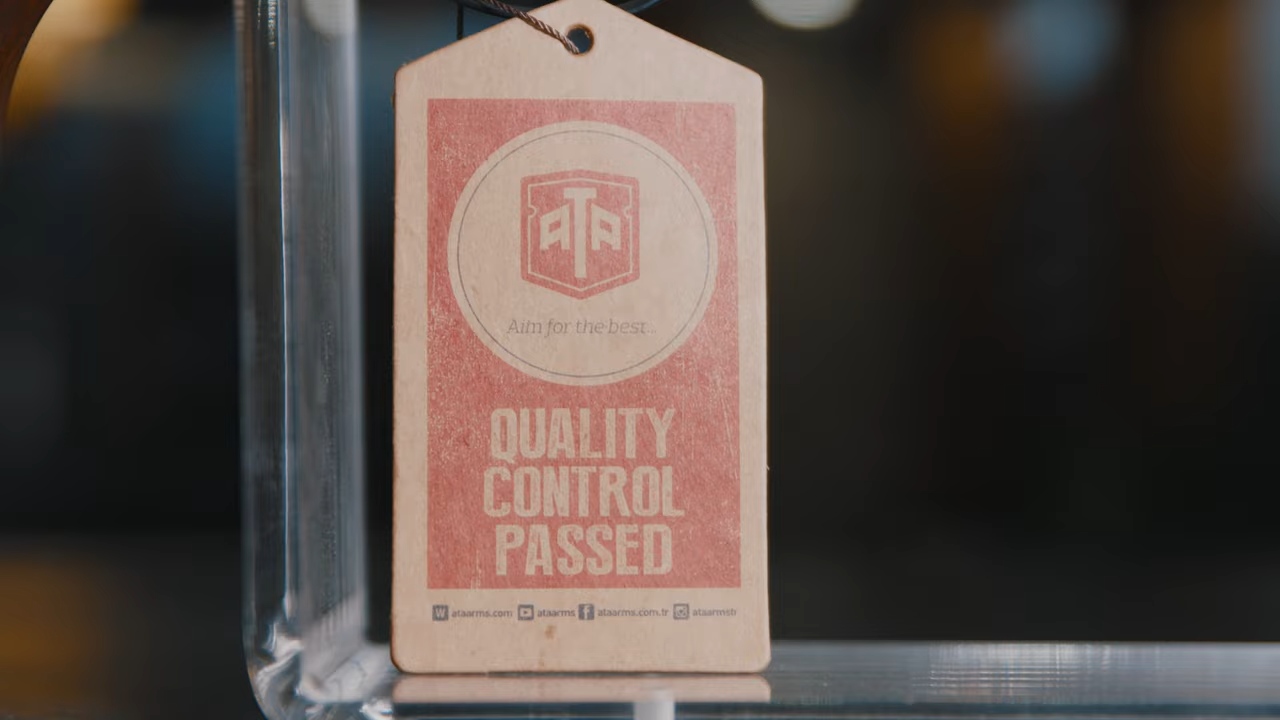 ATA
Aim for the best...
QUALITY
CONTROL
PASSED
ataarms.com ataarms ataarms.com.tr ataarmstr